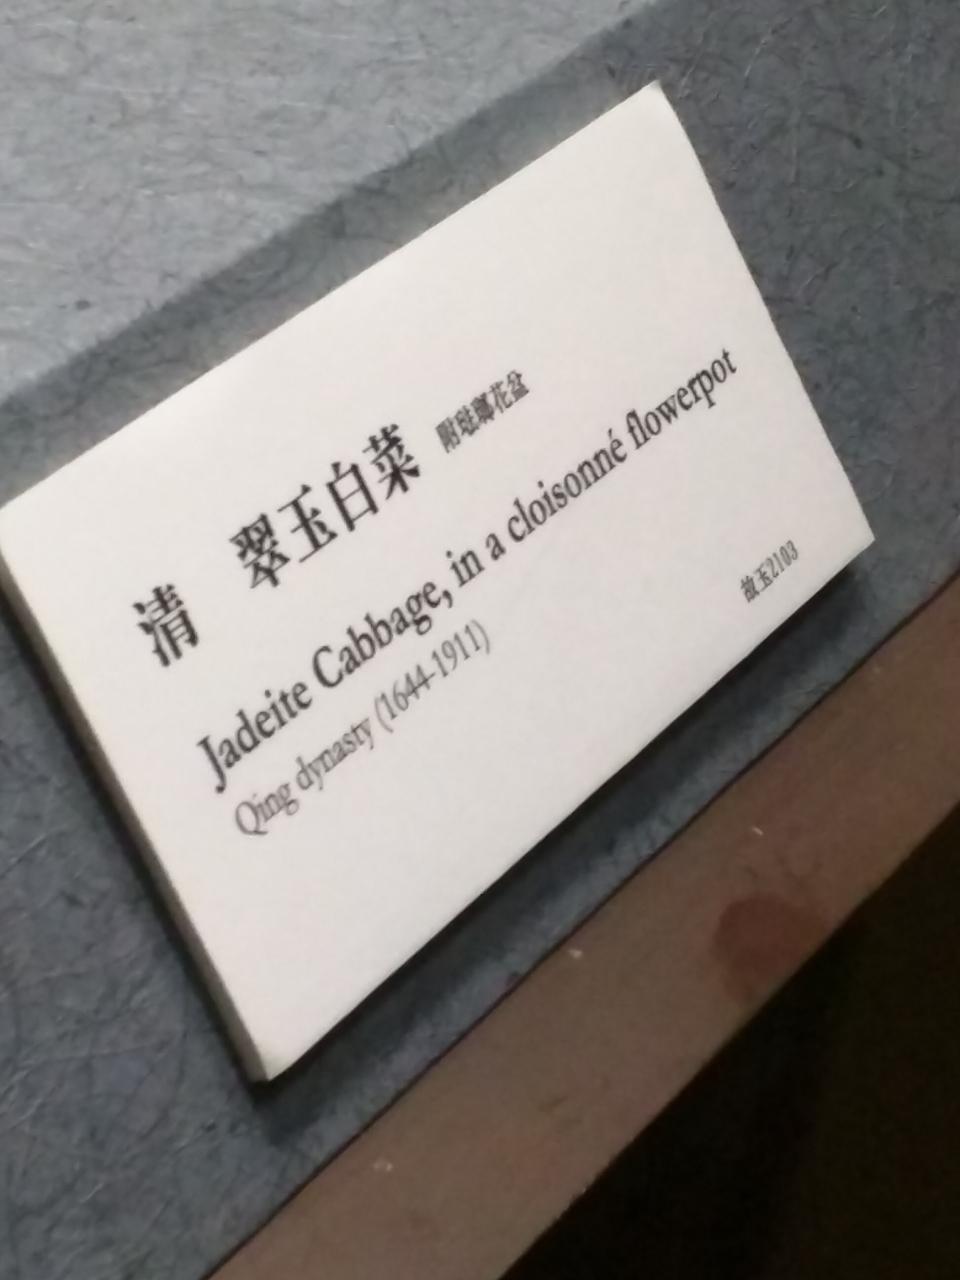 清 翠玉白菜 附琺瑯花盆
Jadeite Cabbage, in a cloisonné flowerpot
Qing dynasty (1644-1911)
故玉2103